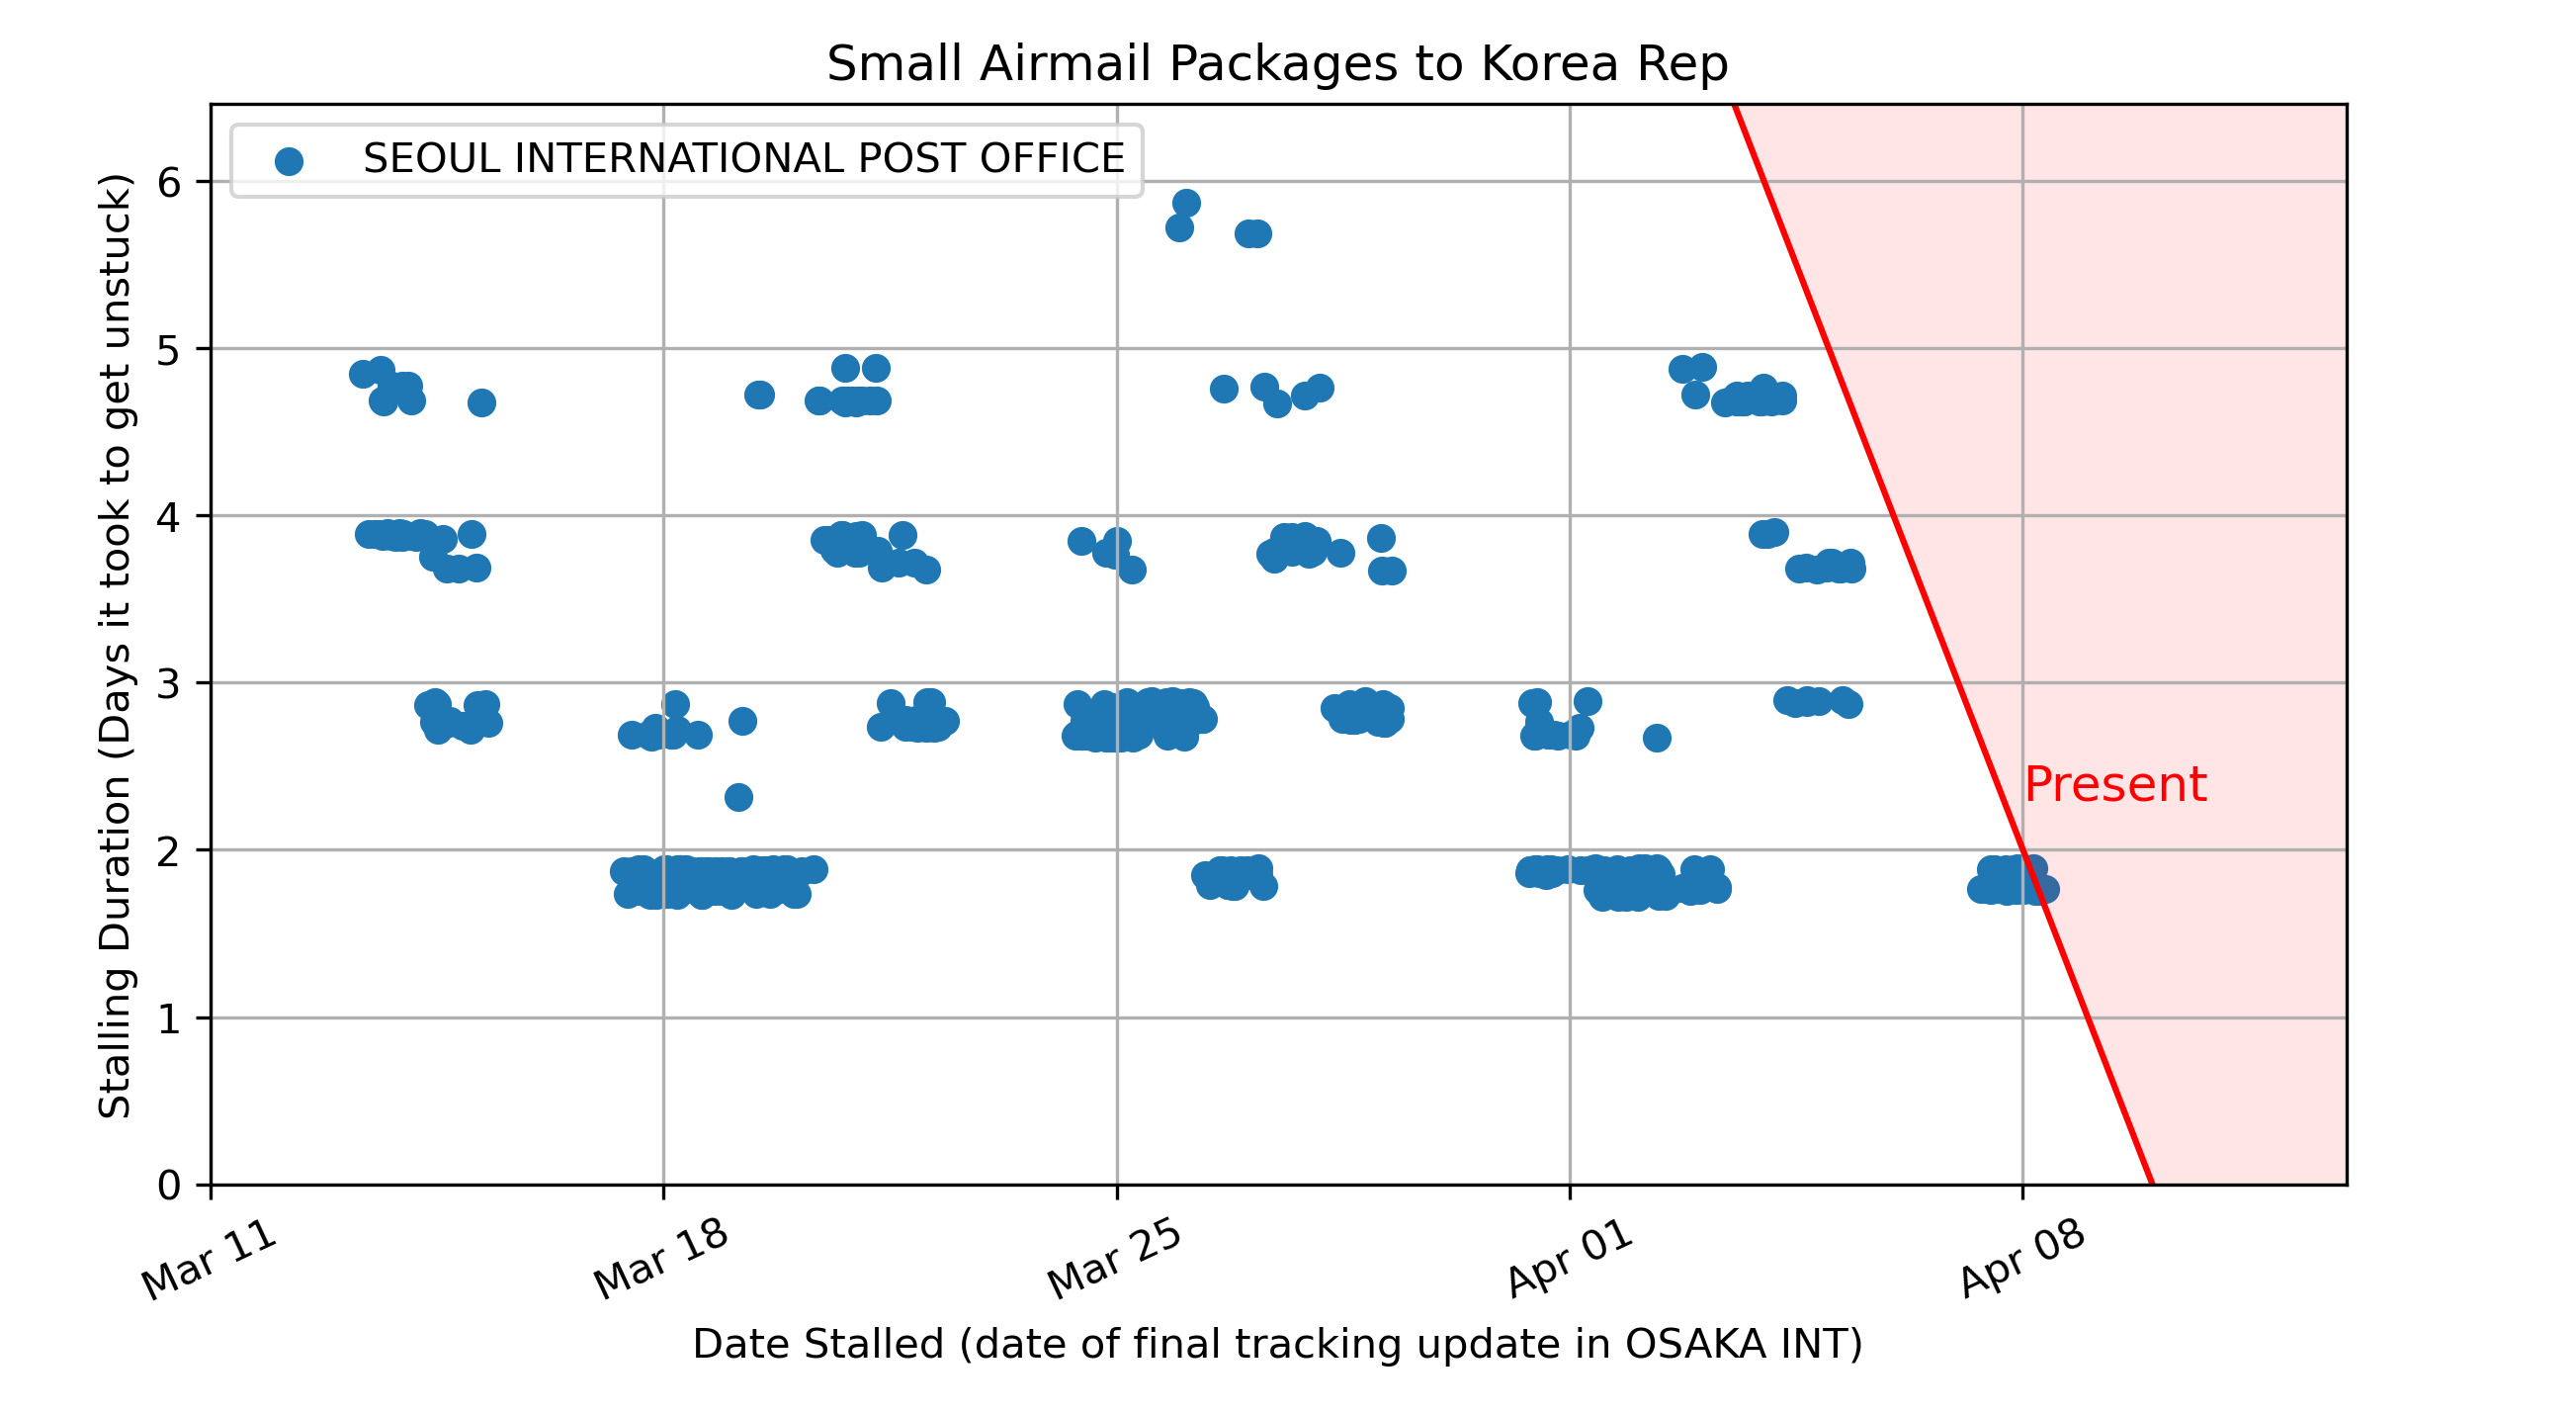 Small Airmail Packages to Korea Rep
SEOUL INTERNATIONAL POST OFFICE
Stalling Duration (Days it took to get unstuck)
6
5
4
3
2
1
0
Present
Mar 11
Mar 18
Mar 25
Apr 01
Apr 08
Date Stalled (date of final tracking update in OSAKA INT)